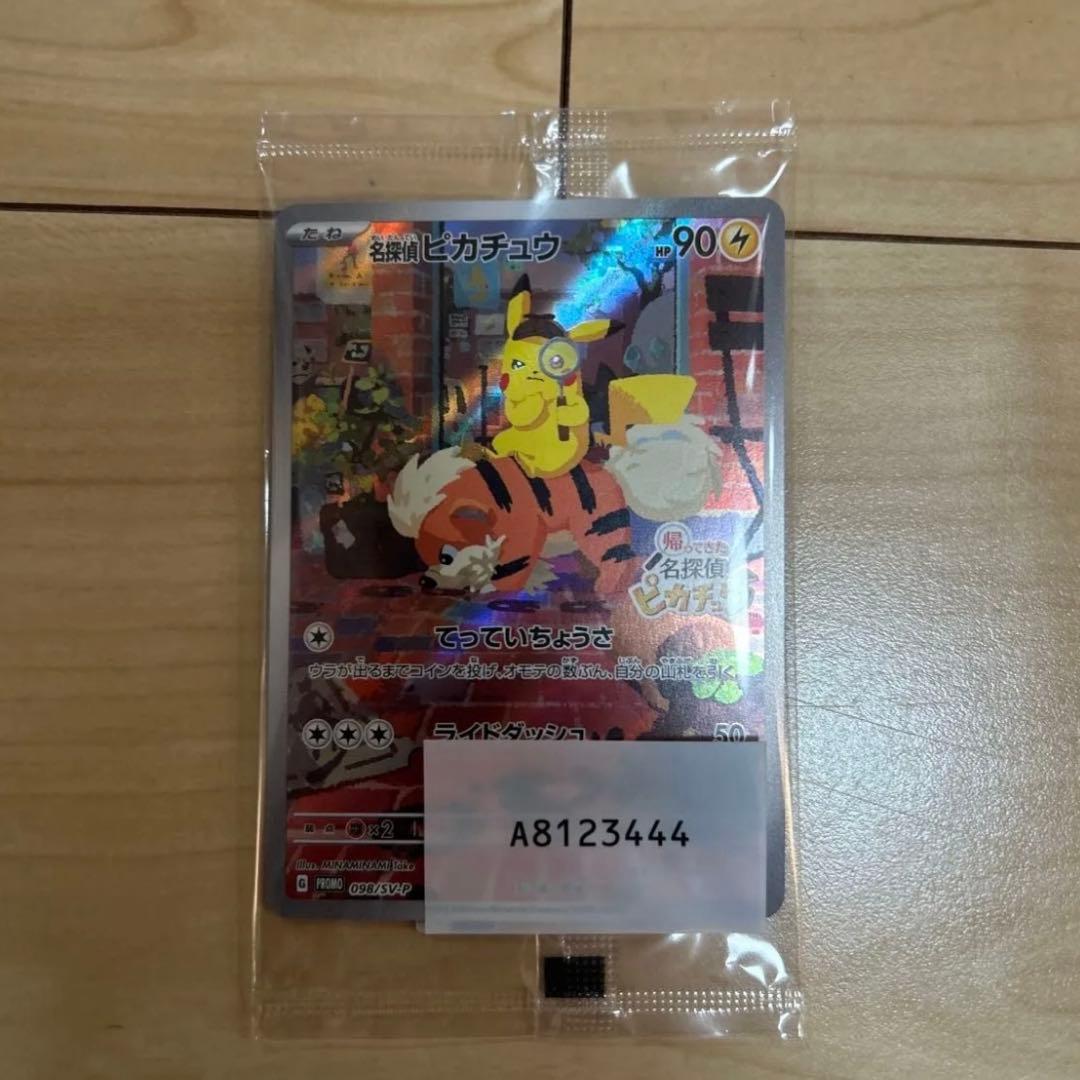 たね
名探偵ピカチュウ HP90
帰ってきた
名探偵
ピカチュウ
てっていちょうさ
ウラが出るまでコインを投げ、オモテの数ぶん、自分の山札を引く。
ライドダッシュ 50
A8123444
弱点 ×2
Illus. MINAMINAMI Take
G PROMO 098/SV-P